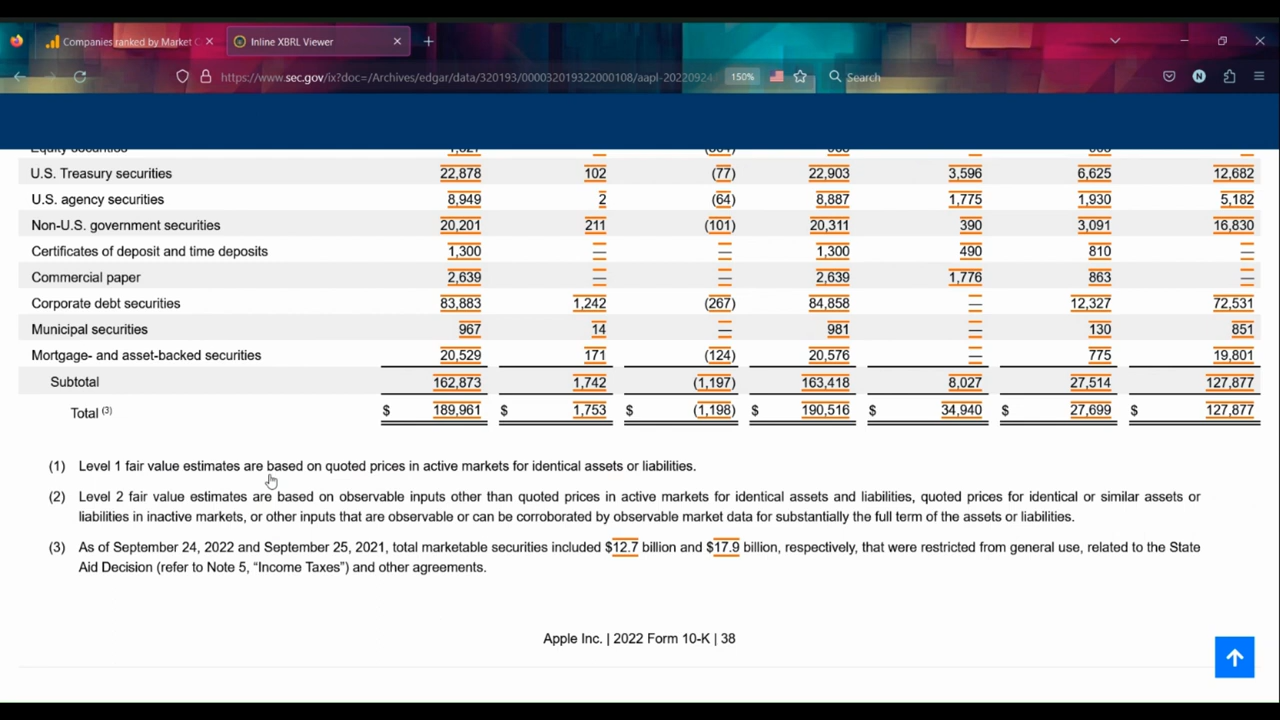 Companies ranked by Market C
Inline XBRL Viewer
https://www.sec.gov/ix?doc=/Archives/edgar/data/320193/000032019322000108/aapl-20220924
150%
Search
N
Equity securities
U.S. Treasury securities 22,878 102 (77) 22,903 3,596 6,625 12,682
U.S. agency securities 8,949 2 (64) 8,887 1,775 1,930 5,182
Non-U.S. government securities 20,201 211 (101) 20,311 390 3,091 16,830
Certificates of deposit and time deposits 1,300 — — 1,300 490 810 —
Commercial paper 2,639 — — 2,639 1,776 863 —
Corporate debt securities 83,883 1,242 (267) 84,858 — 12,327 72,531
Municipal securities 967 14 — 981 — 130 851
Mortgage- and asset-backed securities 20,529 171 (124) 20,576 — 775 19,801
Subtotal 162,873 1,742 (1,197) 163,418 8,027 27,514 127,877
Total (3) $ 189,961 $ 1,753 $ (1,198) $ 190,516 $ 34,940 $ 27,699 $ 127,877
(1) Level 1 fair value estimates are based on quoted prices in active markets for identical assets or liabilities.
(2) Level 2 fair value estimates are based on observable inputs other than quoted prices in active markets for identical assets and liabilities, quoted prices for identical or similar assets or
liabilities in inactive markets, or other inputs that are observable or can be corroborated by observable market data for substantially the full term of the assets or liabilities.
(3) As of September 24, 2022 and September 25, 2021, total marketable securities included $12.7 billion and $17.9 billion, respectively, that were restricted from general use, related to the State
Aid Decision (refer to Note 5, “Income Taxes”) and other agreements.
Apple Inc. | 2022 Form 10-K | 38